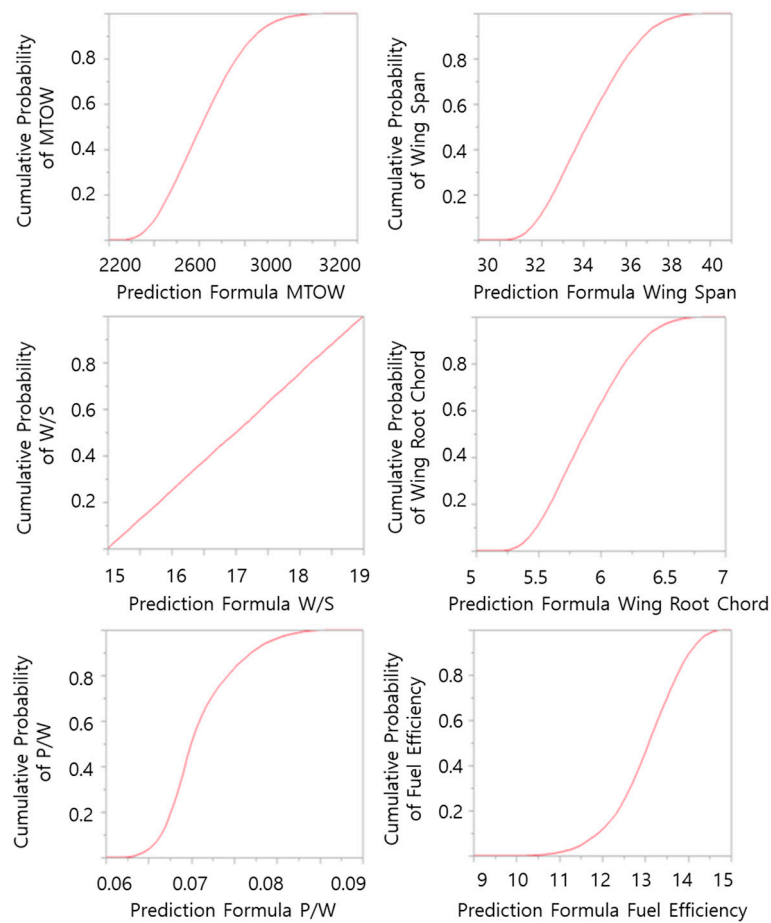 Cumulative Probability
of MTOW
0.8
0.6
0.4
0.2
2200 2600 3000 3200
Prediction Formula MTOW
Cumulative Probability
of Wing Span
0.8
0.6
0.4
0.2
30 32 34 36 38 40
Prediction Formula Wing Span
Cumulative Probability
of W/S
0.8
0.6
0.4
0.2
15 16 17 18 19
Prediction Formula W/S
Cumulative Probability
of Wing Root Chord
0.8
0.6
0.4
0.2
5 5.5 6 6.5 7
Prediction Formula Wing Root Chord
Cumulative Probability
of P/W
0.8
0.6
0.4
0.2
0.06 0.07 0.08 0.09
Prediction Formula P/W
Cumulative Probability
of Fuel Efficiency
0.8
0.6
0.4
0.2
9 10 11 12 13 14 15
Prediction Formula Fuel Efficiency